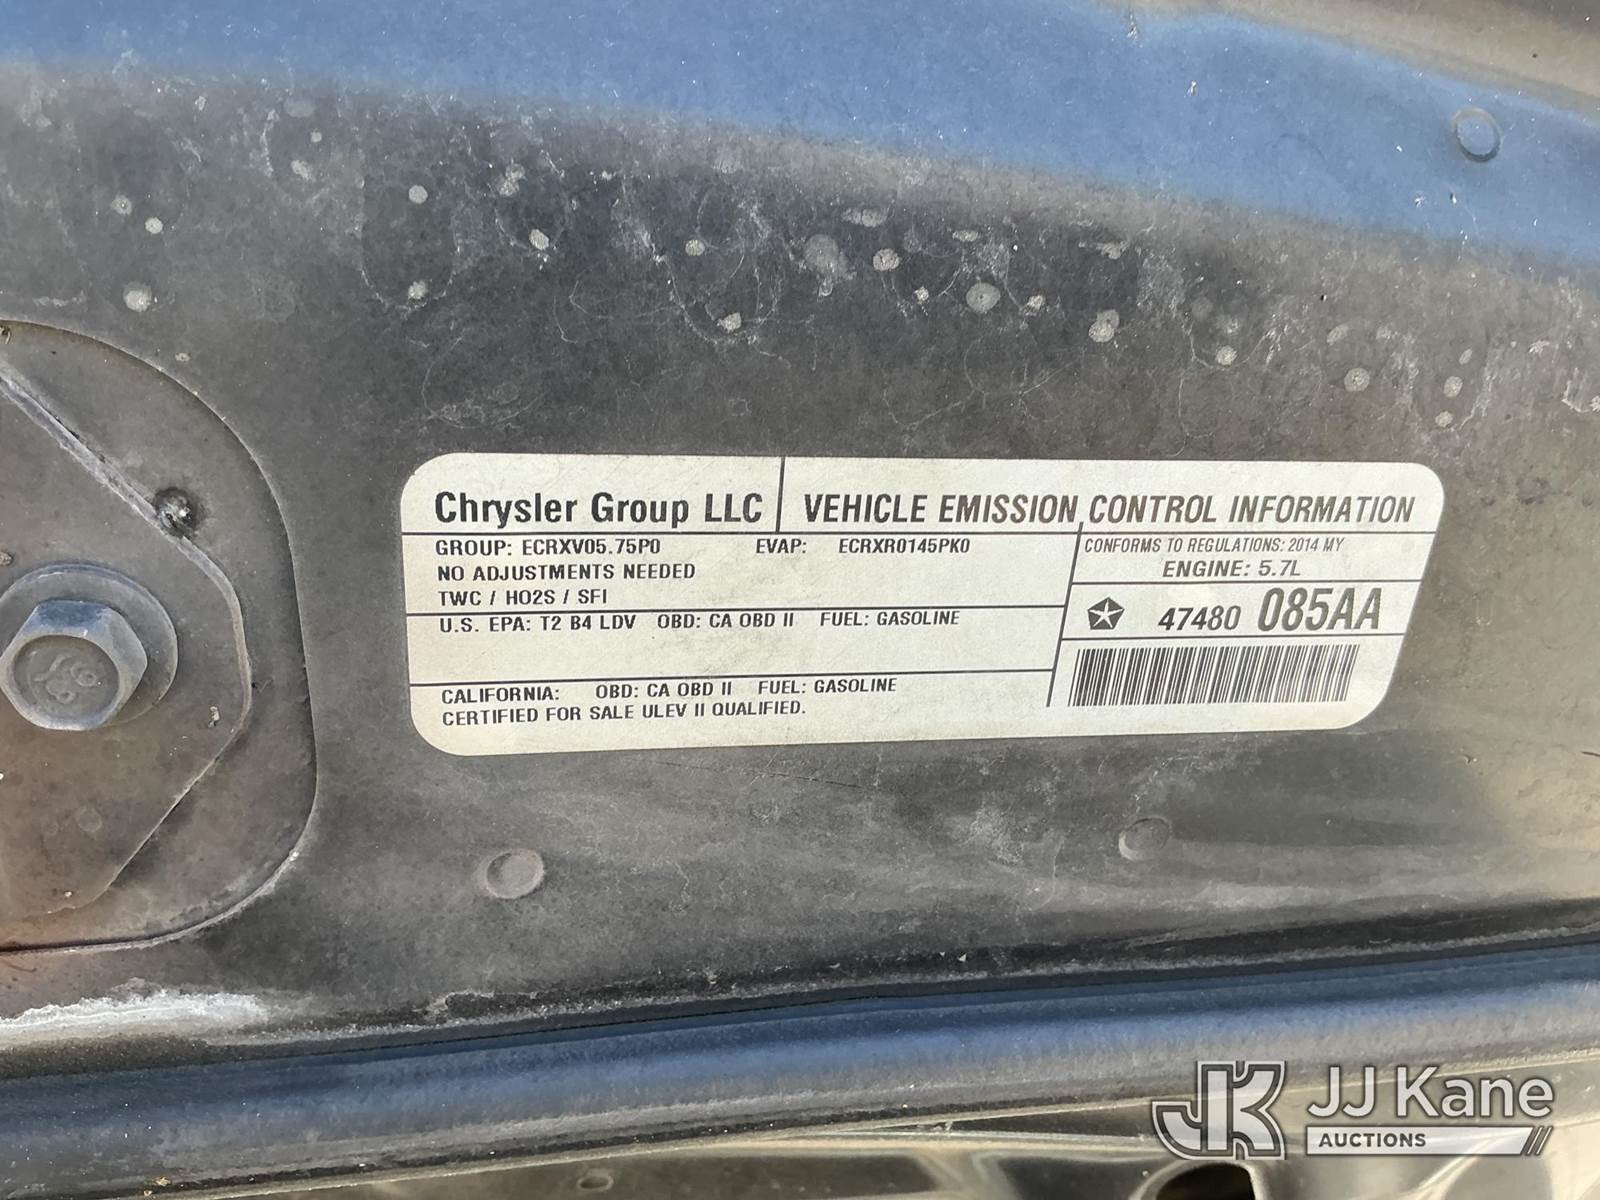 Chrysler Group LLC
VEHICLE EMISSION CONTROL INFORMATION
GROUP: ECRXV05.75P0 EVAP: ECRXR0145PK0
NO ADJUSTMENTS NEEDED
TWC / HO2S / SFI
CONFORMS TO REGULATIONS: 2014 MY
ENGINE: 5.7L
U.S. EPA: T2 B4 LDV OBD: CA OBD II FUEL: GASOLINE
47480 085AA
CALIFORNIA: OBD: CA OBD II FUEL: GASOLINE
CERTIFIED FOR SALE ULEV II QUALIFIED.
JK JJ Kane
AUCTIONS